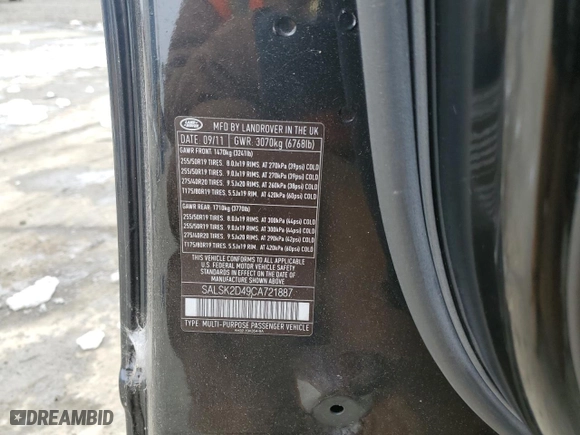 LAND ROVER
MFD BY LANDROVER IN THE UK
DATE: 09/11 GWR 3070kg (6768lb)
GAWR FRONT: 1470kg (3241lb)
255/50R19 TIRES. 8.0Jx19 RIMS. AT 270kPa (39psi) COLD
255/50R19 TIRES. 9.0Jx19 RIMS. AT 270kPa (39psi) COLD
275/40R20 TIRES. 9.5Jx20 RIMS. AT 260kPa (38psi) COLD
T175/80R19 TIRES. 5.5Jx19 RIM. AT 420kPa (60psi) COLD
GAWR REAR: 1710kg (3770lb)
255/50R19 TIRES. 8.0Jx19 RIMS. AT 300kPa (44psi) COLD
255/50R19 TIRES. 9.0Jx19 RIMS. AT 300kPa (44psi) COLD
275/40R20 TIRES. 9.5Jx20 RIMS. AT 290kPa (42psi) COLD
T175/80R19 TIRES. 5.5Jx19 RIM. AT 420kPa (60psi) COLD
THIS VEHICLE CONFORMS TO ALL APPLICABLE
U.S. FEDERAL MOTOR VEHICLE SAFETY
STANDARDS IN EFFECT ON THE DATE OF
MANUFACTURE SHOWN ABOVE
SALSK2D49CA721887
TYPE: MULTI-PURPOSE PASSENGER VEHICLE
DREAMBID